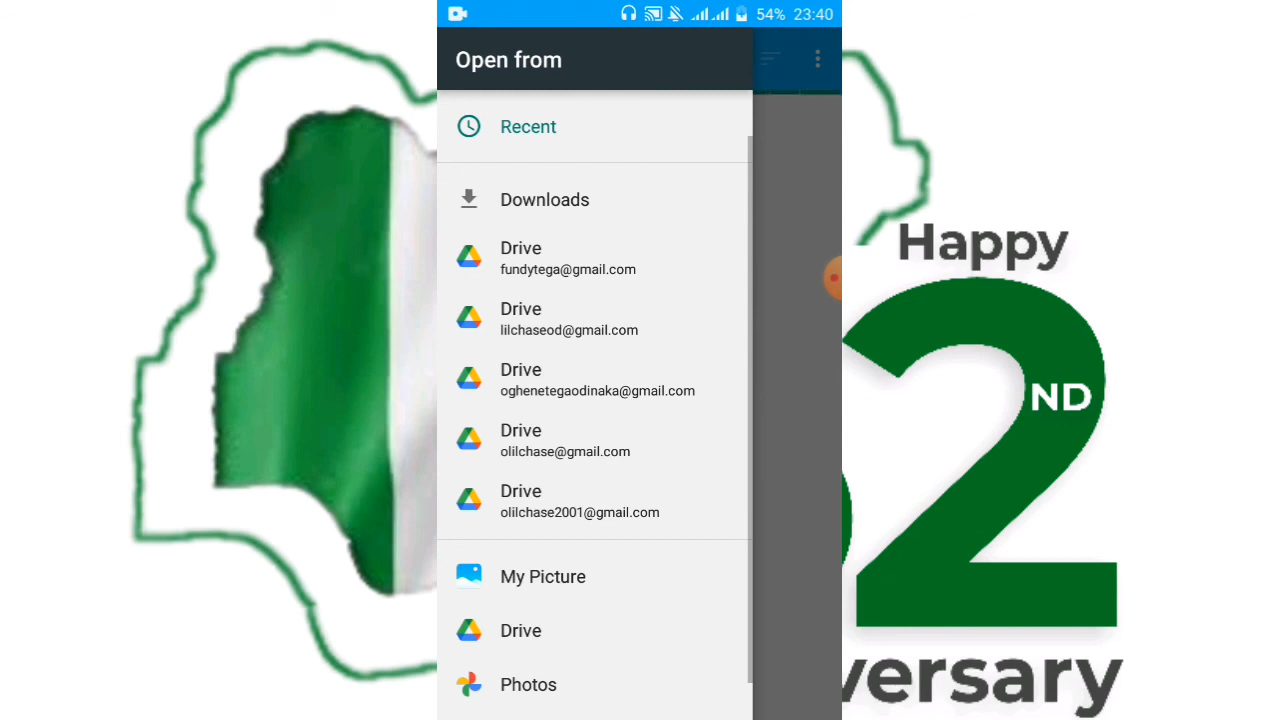 54% 23:40
Open from
Recent
Downloads
Drive
fundytega@gmail.com
Drive
lilchaseod@gmail.com
Drive
oghenetegaodinaka@gmail.com
Drive
olilchase@gmail.com
Drive
olilchase2001@gmail.com
My Picture
Drive
Photos
Happy
2
ND
versary